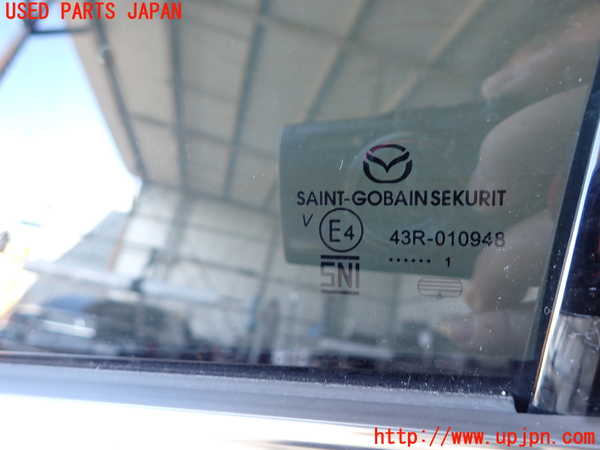 USED PARTS JAPAN
SAINT-GOBAIN SEKURIT
V E4 43R-010948
...... 1
SNI
http://www.upjpn.com/